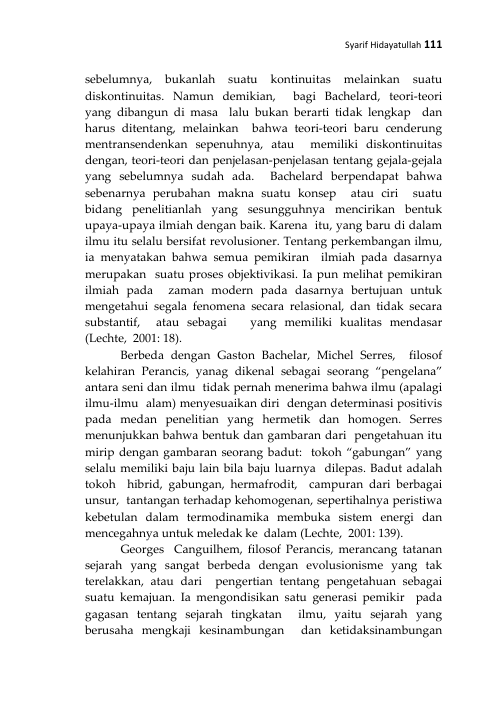 Syarif Hidayatullah 111
sebelumnya, bukanlah suatu kontinuitas melainkan suatu
diskontinuitas. Namun demikian, bagi Bachelard, teori-teori
yang dibangun di masa lalu bukan berarti tidak lengkap dan
harus ditentang, melainkan bahwa teori-teori baru cenderung
mentransendenkan sepenuhnya, atau memiliki diskontinuitas
dengan, teori-teori dan penjelasan-penjelasan tentang gejala-gejala
yang sebelumnya sudah ada. Bachelard berpendapat bahwa
sebenarnya perubahan makna suatu konsep atau ciri suatu
bidang penelitianlah yang sesungguhnya mencirikan bentuk
upaya-upaya ilmiah dengan baik. Karena itu, yang baru di dalam
ilmu itu selalu bersifat revolusioner. Tentang perkembangan ilmu,
ia menyatakan bahwa semua pemikiran ilmiah pada dasarnya
merupakan suatu proses objektivikasi. Ia pun melihat pemikiran
ilmiah pada zaman modern pada dasarnya bertujuan untuk
mengetahui segala fenomena secara relasional, dan tidak secara
substantif, atau sebagai yang memiliki kualitas mendasar
(Lechte, 2001: 18).
Berbeda dengan Gaston Bachelar, Michel Serres, filosof
kelahiran Perancis, yanag dikenal sebagai seorang “pengelana”
antara seni dan ilmu tidak pernah menerima bahwa ilmu (apalagi
ilmu-ilmu alam) menyesuaikan diri dengan determinasi positivis
pada medan penelitian yang hermetik dan homogen. Serres
menunjukkan bahwa bentuk dan gambaran dari pengetahuan itu
mirip dengan gambaran seorang badut: tokoh “gabungan” yang
selalu memiliki baju lain bila baju luarnya dilepas. Badut adalah
tokoh hibrid, gabungan, hermafrodit, campuran dari berbagai
unsur, tantangan terhadap kehomogenan, sepertihalnya peristiwa
kebetulan dalam termodinamika membuka sistem energi dan
mencegahnya untuk meledak ke dalam (Lechte, 2001: 139).
Georges Canguilhem, filosof Perancis, merancang tatanan
sejarah yang sangat berbeda dengan evolusionisme yang tak
terelakkan, atau dari pengertian tentang pengetahuan sebagai
suatu kemajuan. Ia mengondisikan satu generasi pemikir pada
gagasan tentang sejarah tingkatan ilmu, yaitu sejarah yang
berusaha mengkaji kesinambungan dan ketidaksinambungan